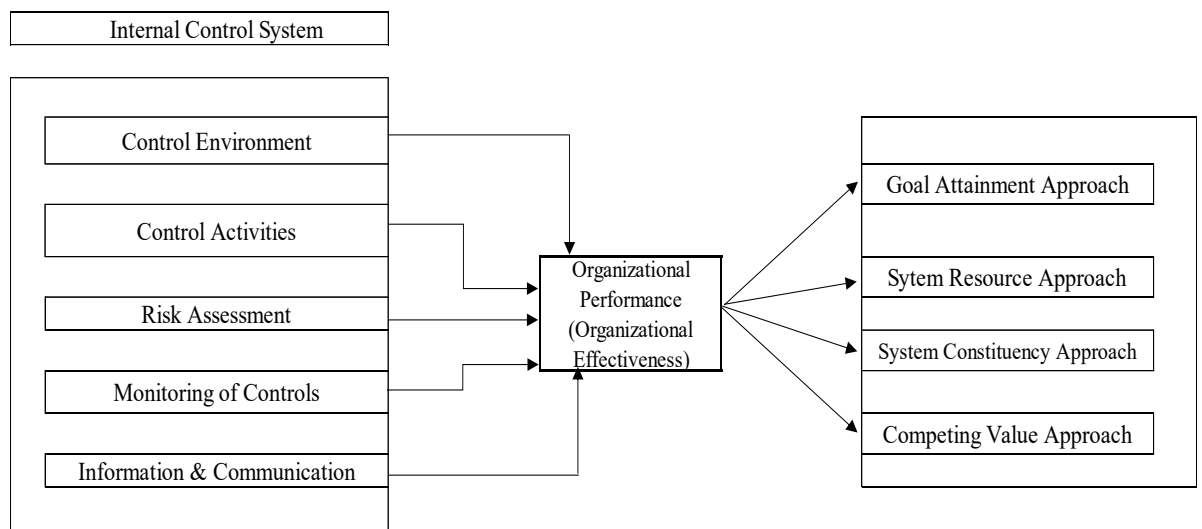 Internal Control System
Control Environment
Control Activities
Risk Assessment
Monitoring of Controls
Information & Communication
Organizational
Performance
(Organizational
Effectiveness)
Goal Attainment Approach
Sytem Resource Approach
System Constituency Approach
Competing Value Approach